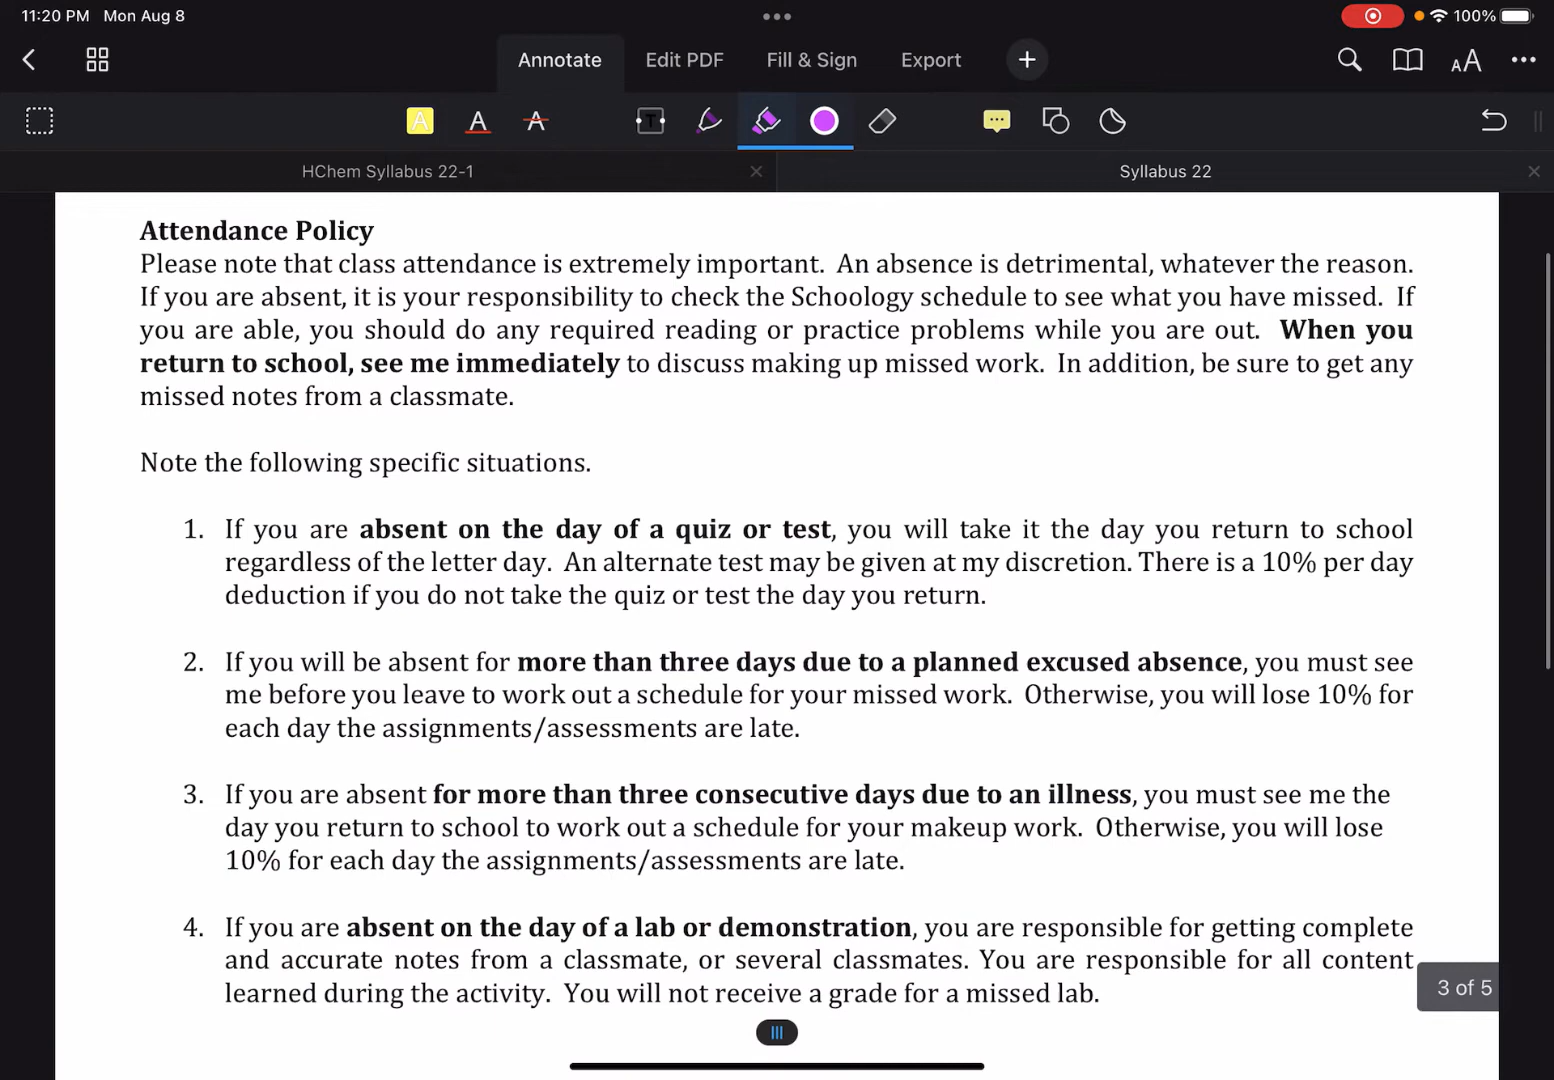 11:20 PM Mon Aug 8
100%
Annotate Edit PDF Fill & Sign Export
AA
A A A T
HChem Syllabus 22-1 Syllabus 22
Attendance Policy
Please note that class attendance is extremely important. An absence is detrimental, whatever the reason.
If you are absent, it is your responsibility to check the Schoology schedule to see what you have missed. If
you are able, you should do any required reading or practice problems while you are out. When you
return to school, see me immediately to discuss making up missed work. In addition, be sure to get any
missed notes from a classmate.
Note the following specific situations.
1. If you are absent on the day of a quiz or test, you will take it the day you return to school
regardless of the letter day. An alternate test may be given at my discretion. There is a 10% per day
deduction if you do not take the quiz or test the day you return.
2. If you will be absent for more than three days due to a planned excused absence, you must see
me before you leave to work out a schedule for your missed work. Otherwise, you will lose 10% for
each day the assignments/assessments are late.
3. If you are absent for more than three consecutive days due to an illness, you must see me the
day you return to school to work out a schedule for your makeup work. Otherwise, you will lose
10% for each day the assignments/assessments are late.
4. If you are absent on the day of a lab or demonstration, you are responsible for getting complete
and accurate notes from a classmate, or several classmates. You are responsible for all content
learned during the activity. You will not receive a grade for a missed lab.
3 of 5